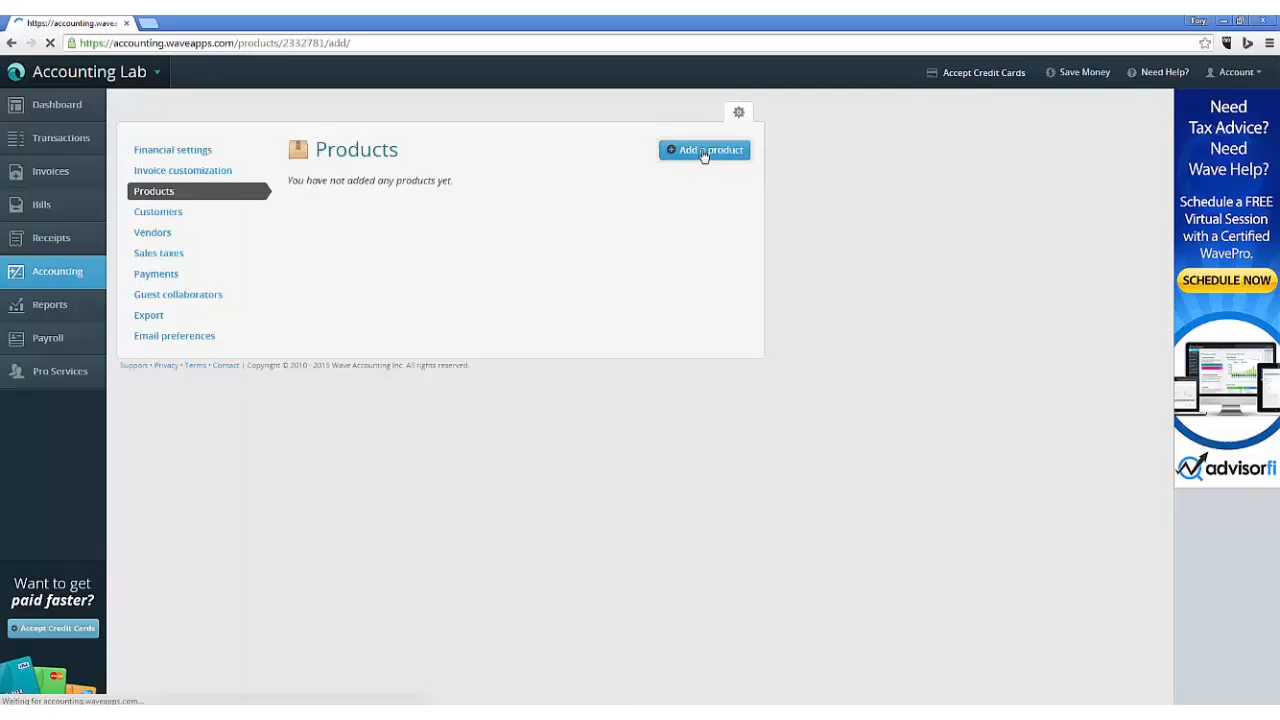 https://accounting.wave
Tory
https://accounting.waveapps.com/products/2332781/add/
Accounting Lab
Accept Credit Cards
Save Money
Need Help?
Account
Dashboard
Transactions
Invoices
Bills
Receipts
Accounting
Reports
Payroll
Pro Services
Want to get
paid faster?
Accept Credit Cards
VISA
Financial settings
Invoice customization
Products
Customers
Vendors
Sales taxes
Payments
Guest collaborators
Export
Email preferences
Products
Add a product
You have not added any products yet.
Support • Privacy • Terms • Contact | Copyright © 2010 - 2015 Wave Accounting Inc. All rights reserved.
Need
Tax Advice?
Need
Wave Help?
Schedule a FREE
Virtual Session
with a Certified
WavePro.
SCHEDULE NOW
advisorfi
Waiting for accounting.waveapps.com...